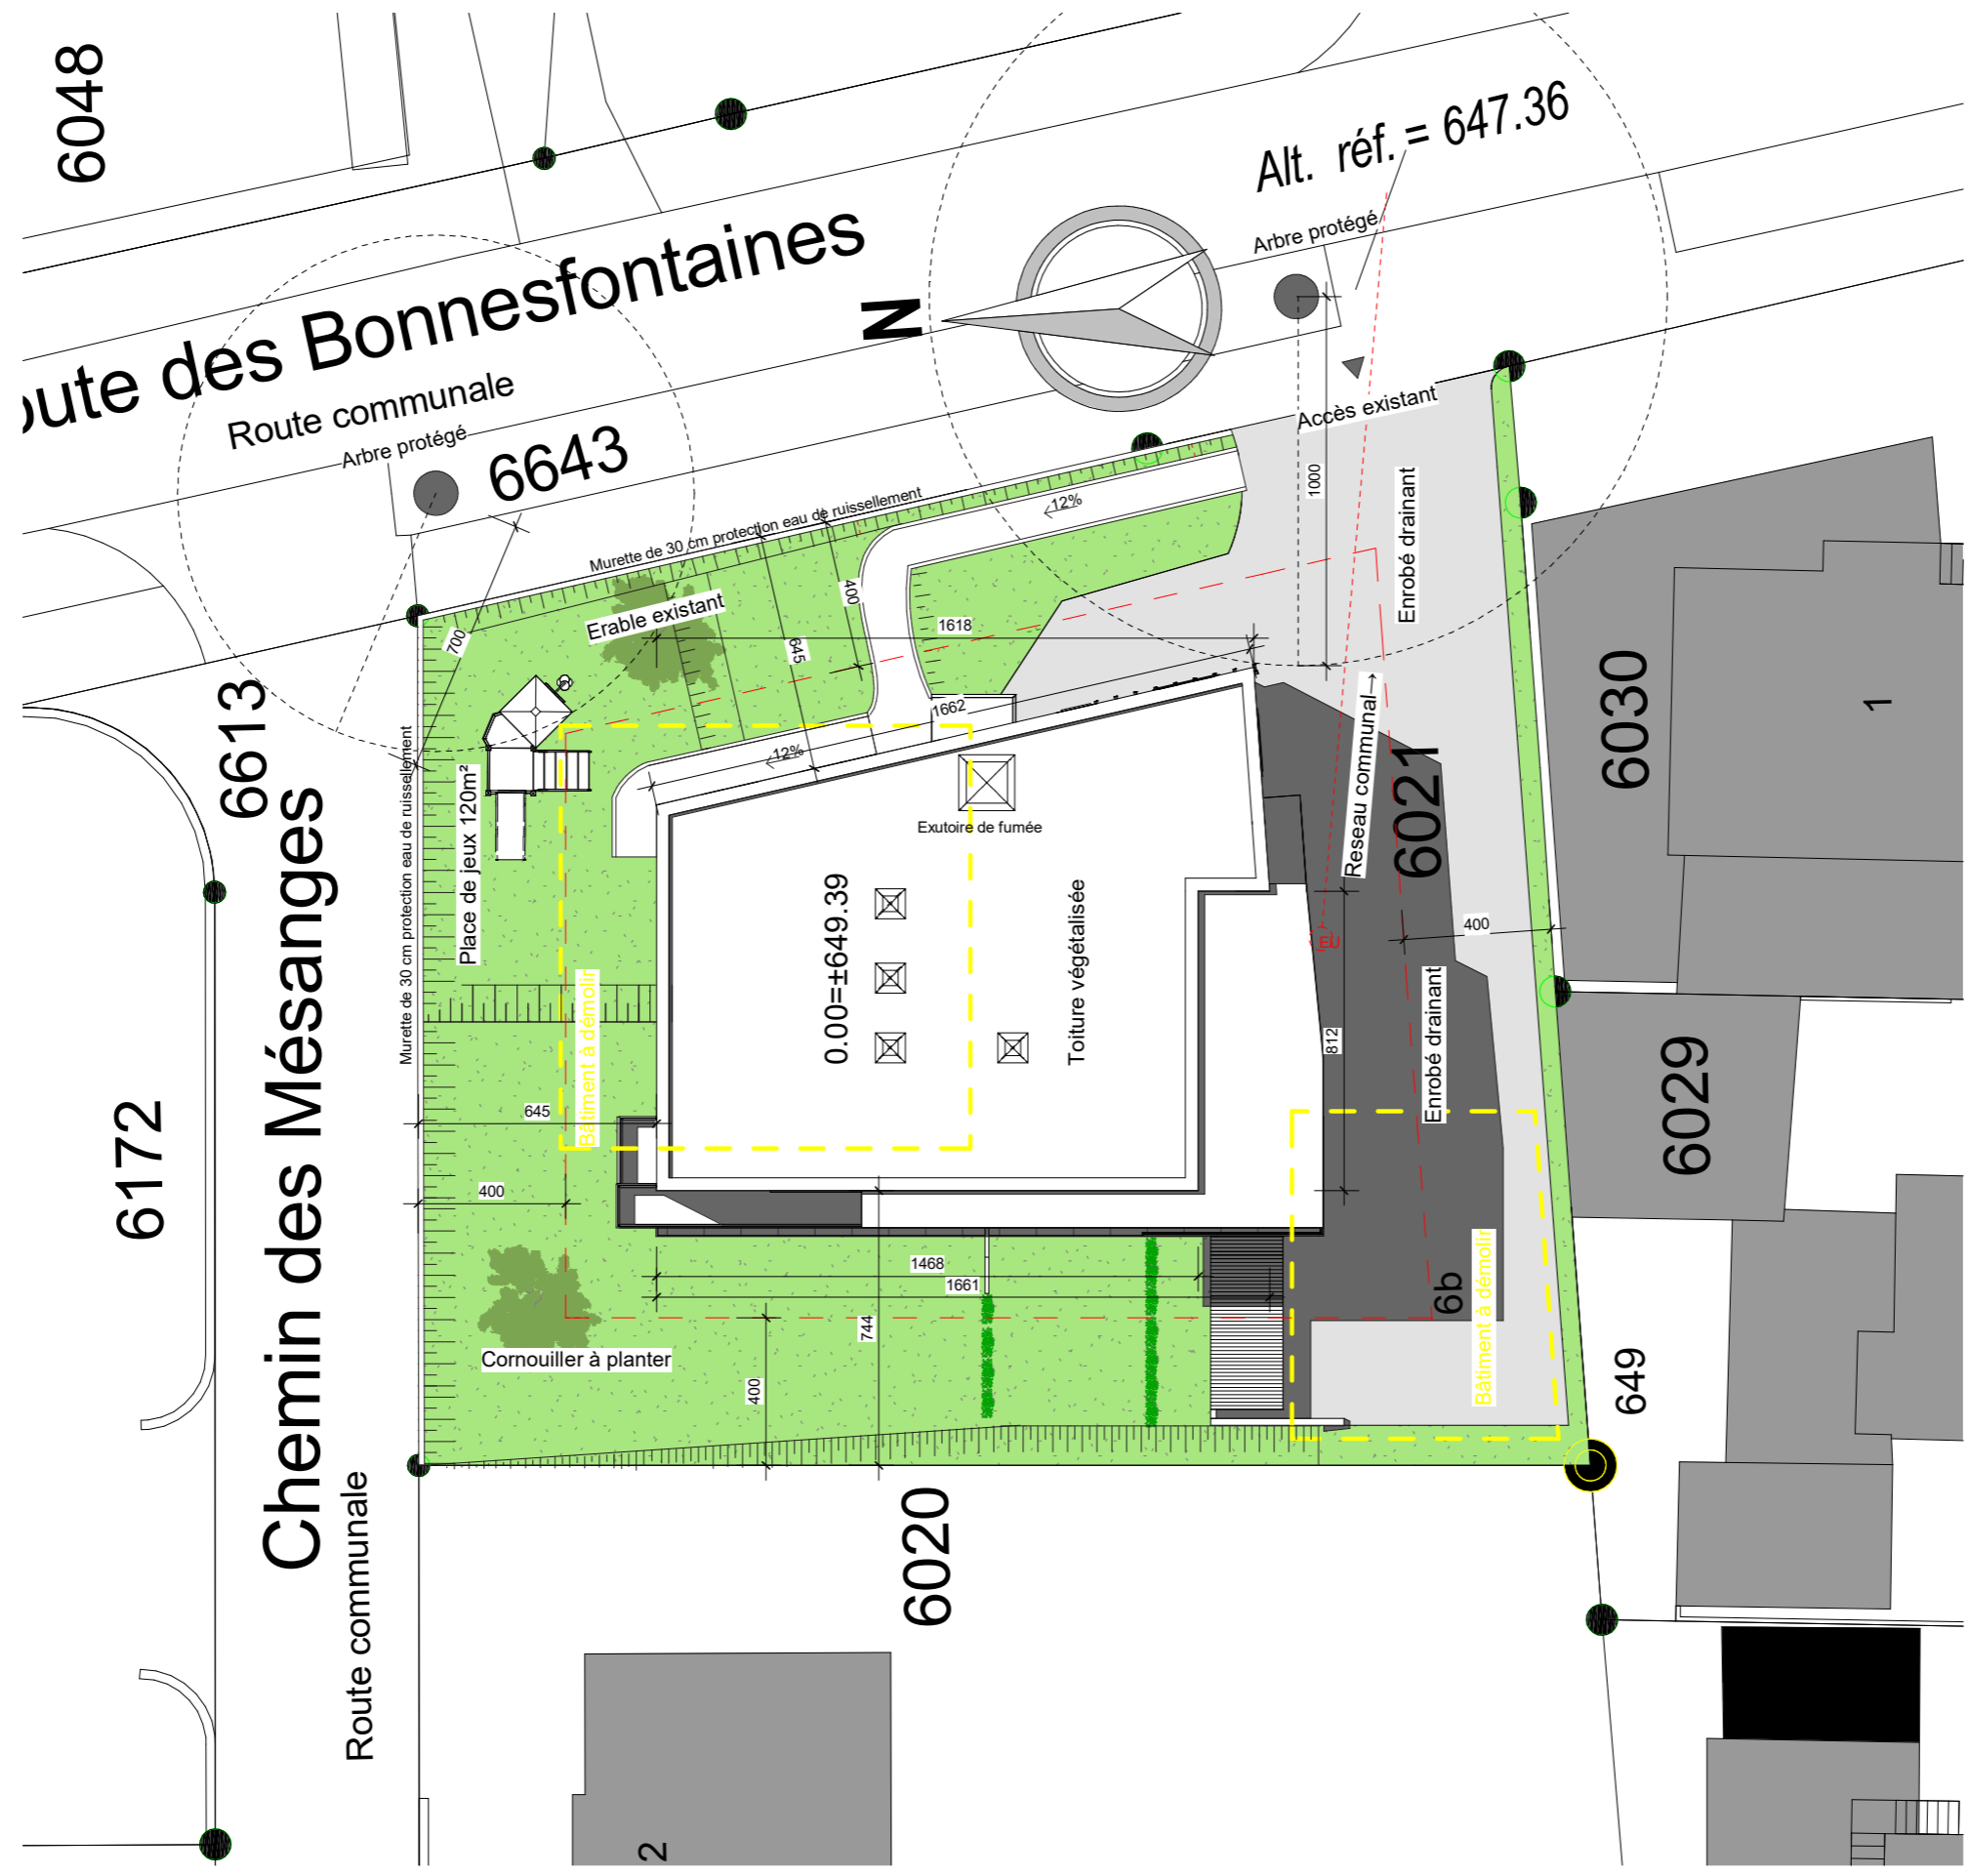 6048
Alt. réf. = 647.36
Arbre protégé
oute des Bonnesfontaines
N
Route communale
Arbre protégé
6643
Accès existant
1000
Enrobé drainant
Murette de 30 cm protection eau de ruissellement
12%
Erable existant
400
645
700
1618
1662
12%
6613
Chemin des Mésanges
Murette de 30 cm protection eau de ruissellement
Place de jeux 120m²
Exutoire de fumée
0.00=±649.39
Toiture végétalisée
Reseau communal
6021
6030
1
EU
400
812
Enrobé drainant
Bâtiment à démolir
6172
645
400
6029
1468
1661
744
400
Cornouiller à planter
6b
Bâtiment à démolir
649
Route communale
6020
2